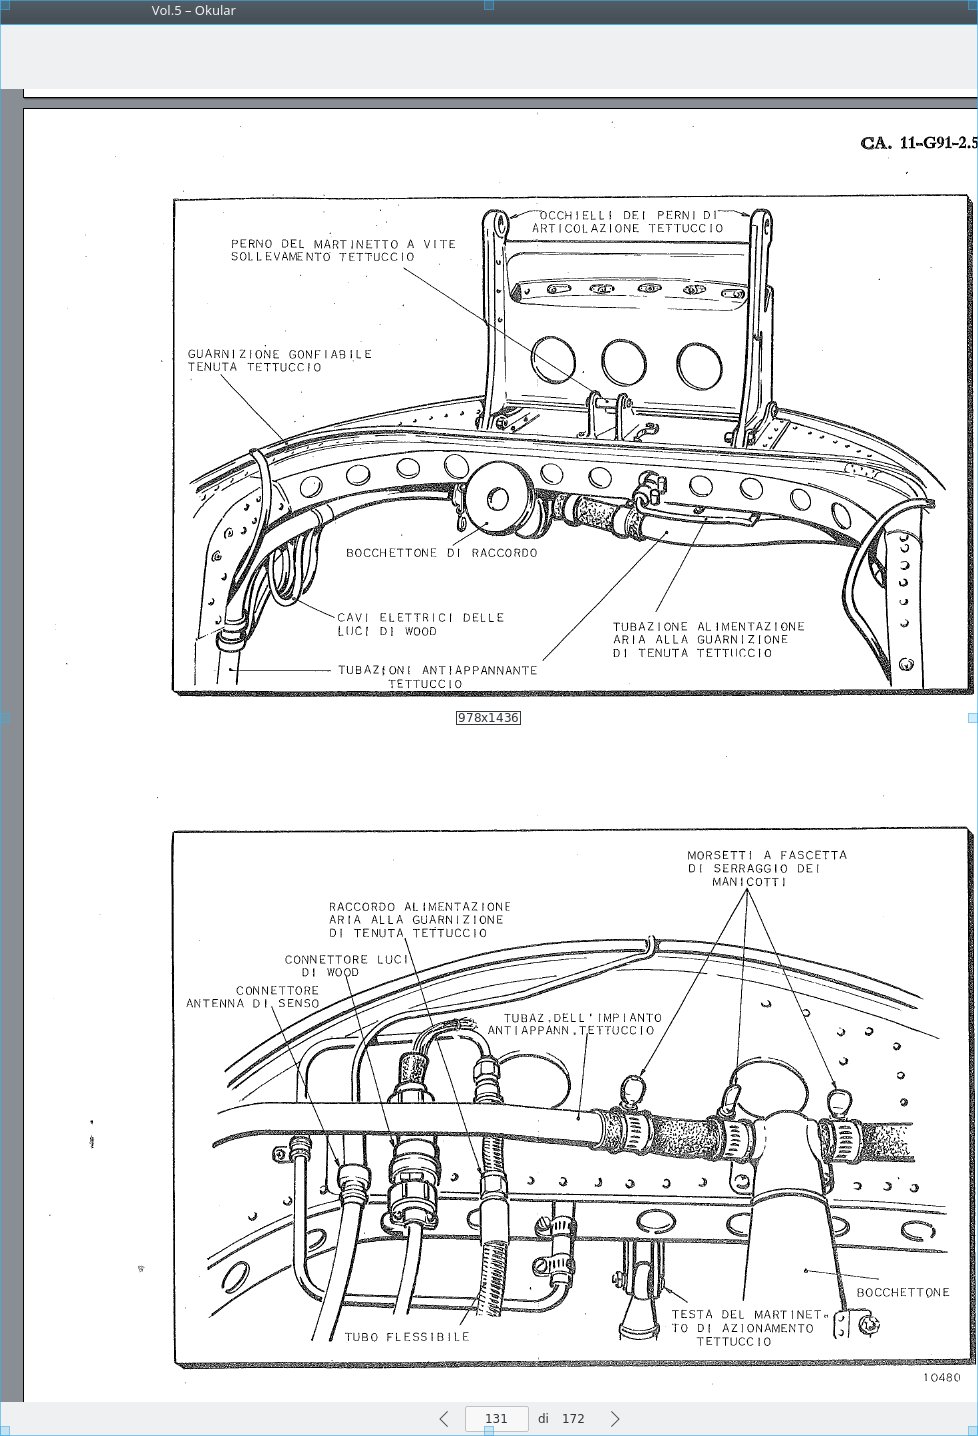 Vol.5 – Okular
CA. 11-G91-2.5
OCCHIELLI DEI PERNI DI
ARTICOLAZIONE TETTUCCIO
PERNO DEL MARTINETTO A VITE
SOLLEVAMENTO TETTUCCIO
GUARNIZIONE GONFIABILE
TENUTA TETTUCCIO
BOCCHETTONE DI RACCORDO
CAVI ELETTRICI DELLE
LUCI DI WOOD
TUBAZIONE ALIMENTAZIONE
ARIA ALLA GUARNIZIONE
DI TENUTA TETTUCCIO
TUBAZIONI ANTIAPPANNANTE
TETTUCCIO
978x1436
MORSETTI A FASCETTA
DI SERRAGGIO DEI
MANICOTTI
RACCORDO ALIMENTAZIONE
ARIA ALLA GUARNIZIONE
DI TENUTA TETTUCCIO
CONNETTORE LUCI
DI WOOD
CONNETTORE
ANTENNA DI SENSO
TUBAZ.DELL'IMPIANTO
ANTIAPPANN.TETTUCCIO
BOCCHETTONE
TESTA DEL MARTINET-
TO DI AZIONAMENTO
TETTUCCIO
TUBO FLESSIBILE
10480
131 di 172